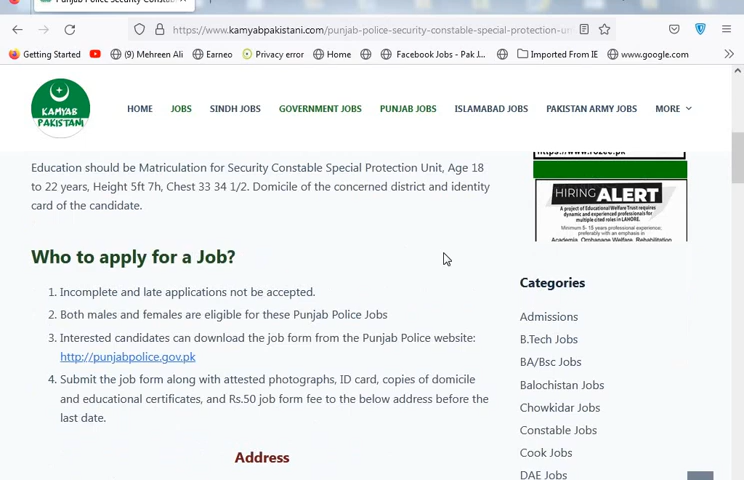 Punjab Police Security Consta
https://www.kamyabpakistani.com/punjab-police-security-constable-special-protection-un
Getting Started
(9) Mehreen Ali
Earneo
Privacy error
Home
Facebook Jobs - Pak J...
Imported From IE
www.google.com
KAMYAB
PAKISTANI
HOME
JOBS
SINDH JOBS
GOVERNMENT JOBS
PUNJAB JOBS
ISLAMABAD JOBS
PAKISTAN ARMY JOBS
MORE
Education should be Matriculation for Security Constable Special Protection Unit, Age 18
to 22 years, Height 5ft 7h, Chest 33 34 1/2. Domicile of the concerned district and identity
card of the candidate.
Who to apply for a Job?
1. Incomplete and late applications not be accepted.
2. Both males and females are eligible for these Punjab Police Jobs
3. Interested candidates can download the job form from the Punjab Police website:
http://punjabpolice.gov.pk
4. Submit the job form along with attested photographs, ID card, copies of domicile
and educational certificates, and Rs.50 job form fee to the below address before the
last date.
Address
https://www.rozee.pk
HIRING ALERT
A project of Educational Welfare Trust requires
dynamic and experienced professionals for
multiple cited roles in LAHORE.
Minimum 5-15 years professional experience;
preferably with an emphasis in
Academia, Orphanage Welfare, Rehabilitation
Categories
Admissions
B.Tech Jobs
BA/Bsc Jobs
Balochistan Jobs
Chowkidar Jobs
Constable Jobs
Cook Jobs
DAE Jobs